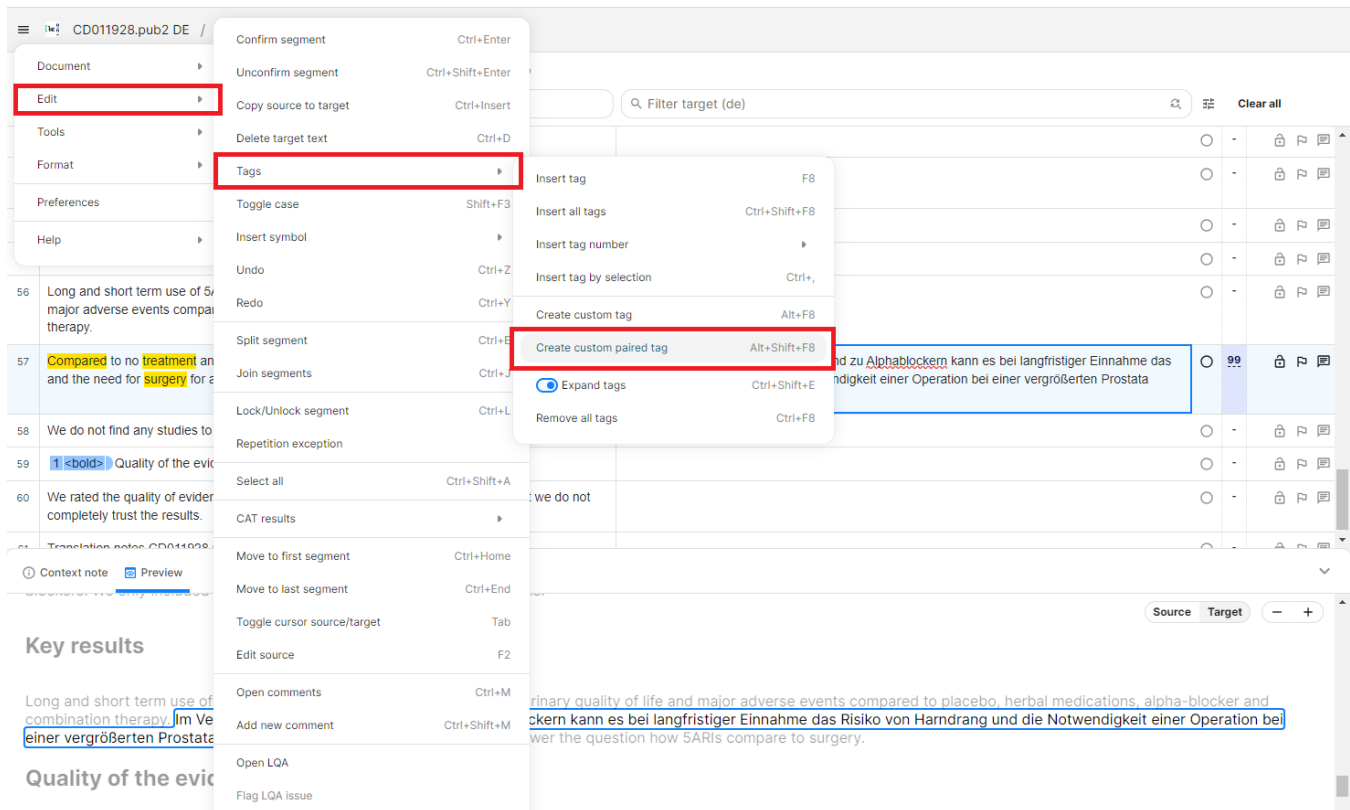 CD011928.pub2 DE /
Document
Edit
Tools
Format
Preferences
Help
Confirm segment Ctrl+Enter
Unconfirm segment Ctrl+Shift+Enter
Copy source to target Ctrl+Insert
Delete target text Ctrl+D
Tags
Toggle case Shift+F3
Insert symbol
Undo Ctrl+Z
Redo Ctrl+Y
Split segment Ctrl+E
Join segments Ctrl+J
Lock/Unlock segment Ctrl+L
Repetition exception
Select all Ctrl+Shift+A
CAT results
Move to first segment Ctrl+Home
Move to last segment Ctrl+End
Toggle cursor source/target Tab
Edit source F2
Open comments Ctrl+M
Add new comment Ctrl+Shift+M
Open LQA
Flag LQA issue
Insert tag F8
Insert all tags Ctrl+Shift+F8
Insert tag number
Insert tag by selection Ctrl+,
Create custom tag Alt+F8
Create custom paired tag Alt+Shift+F8
Expand tags Ctrl+Shift+E
Remove all tags Ctrl+F8
Filter target (de)
Clear all
56 Long and short term use of
major adverse events
therapy.
57 Compared to no treatment
zu Alphablockern kann es bei langfristiger Einnahme das
and the need for surgery for
einer Operation bei einer vergrößerten Prostata
99
58 We do not find any studies to
59 1 <bold> Quality of the
60 We rated the quality of
we do not
completely trust the results.
Translation notes CD011928
Context note Preview
Source Target − +
Key results
Long and short term use of
quality of life and major adverse events compared to placebo, herbal medications, alpha-blocker and
combination therapy. Im
kann es bei langfristiger Einnahme das Risiko von Harndrang und die Notwendigkeit einer Operation bei
einer vergrößerten Prostata
the question how 5ARIs compare to surgery.
Quality of the